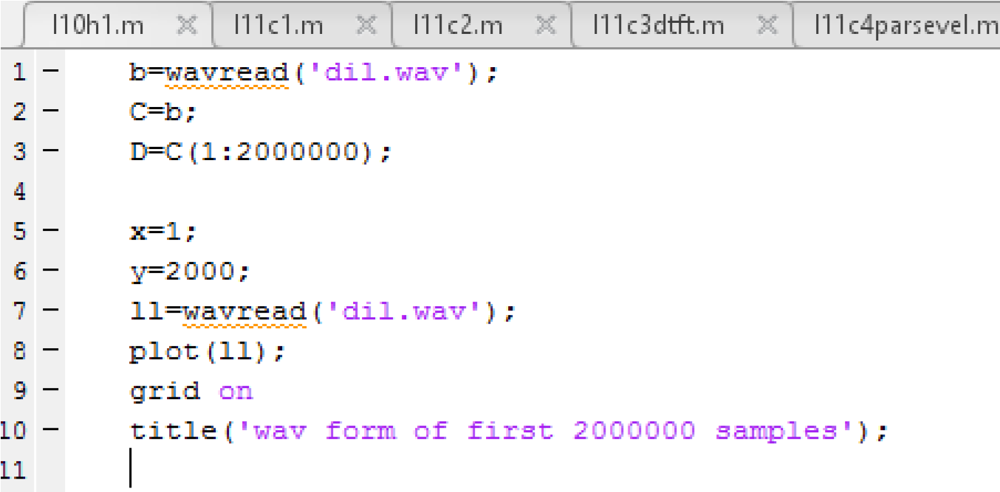 l10h1.m l11c1.m l11c2.m l11c3dtft.m l11c4parsevel.m
1 – b=wavread('dil.wav');
2 – C=b;
3 – D=C(1:2000000);
4
5 – x=1;
6 – y=2000;
7 – ll=wavread('dil.wav');
8 – plot(ll);
9 – grid on
10 – title('wav form of first 2000000 samples');
11